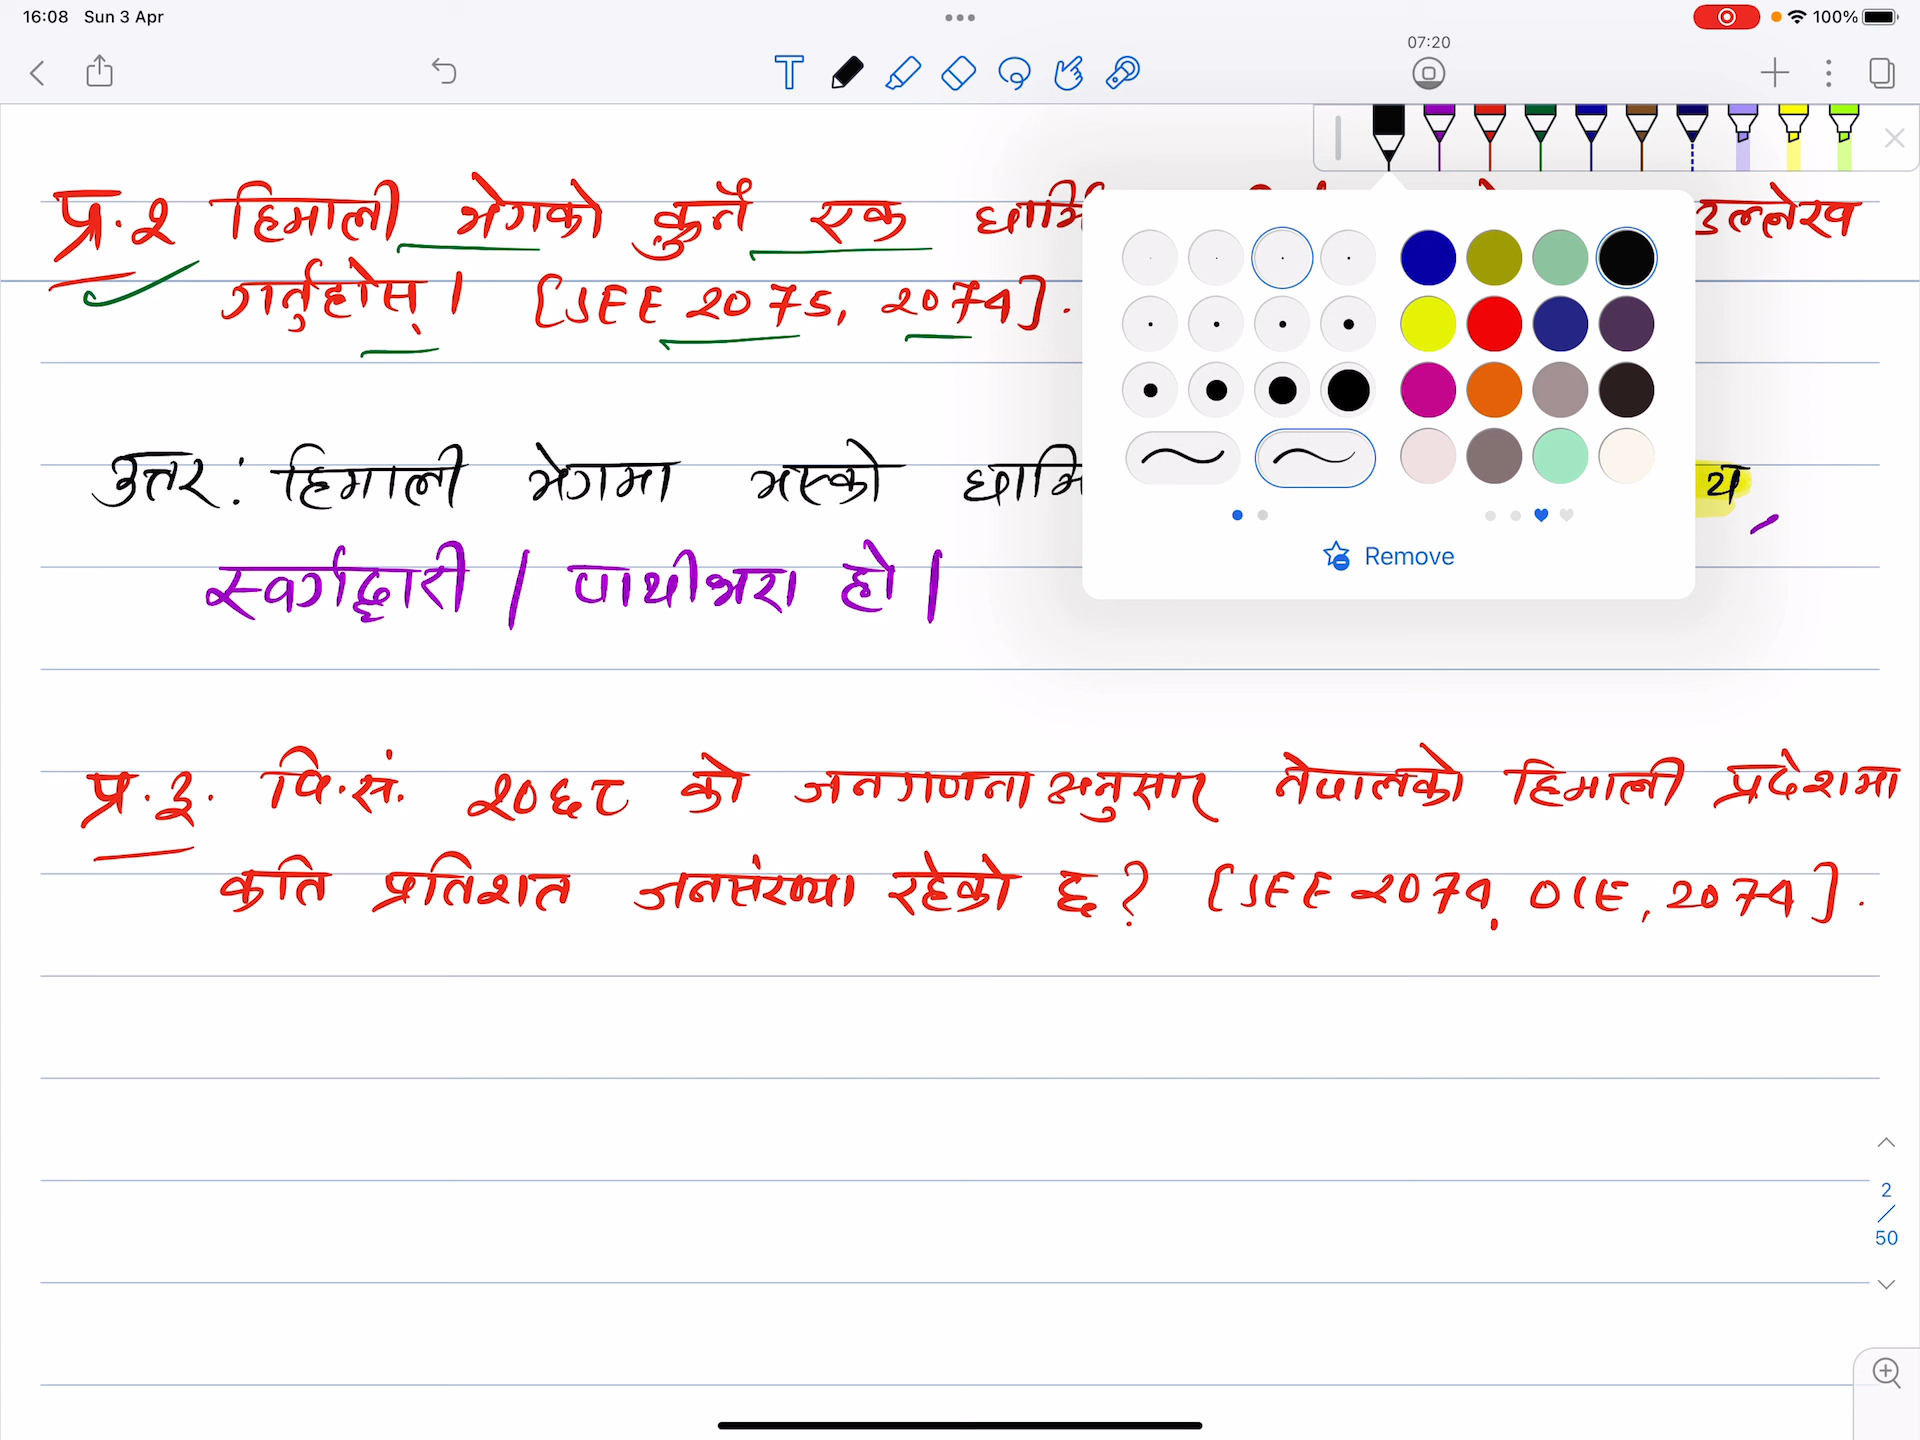 16:08 Sun 3 Apr
100%
07:20
प्र.२ हिमाली भेगको कुनै एक उल्लेख
गर्नुहोस्। [SEE 2075, 2074].
उत्तर: हिमाली भेगमा भएको
स्वर्गद्वारी / पाथीभरा हो।
Remove
प्र.३. वि.सं. २०६८ को जनगणना अनुसार नेपालको हिमाली प्रदेशमा
कति प्रतिशत जनसंख्या रहेको छ? [SEE 2074, OLE, 2074].
2
/
50